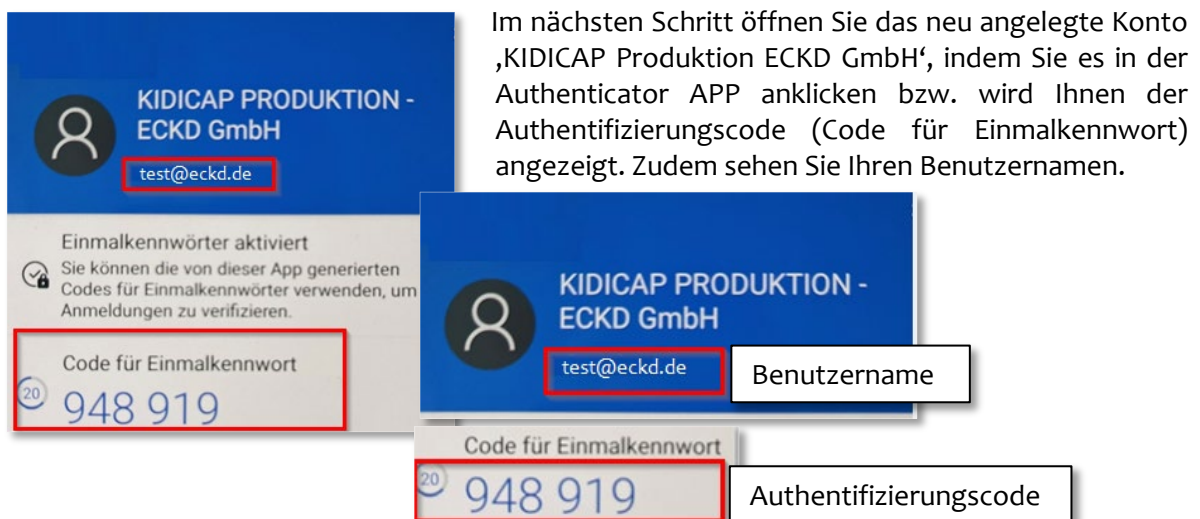 Im nächsten Schritt öffnen Sie das neu angelegte Konto
‚KIDICAP Produktion ECKD GmbH‘, indem Sie es in der
Authenticator APP anklicken bzw. wird Ihnen der
Authentifizierungscode (Code für Einmalkennwort)
angezeigt. Zudem sehen Sie Ihren Benutzernamen.
KIDICAP PRODUKTION -
ECKD GmbH
test@eckd.de
Einmalkennwörter aktiviert
Sie können die von dieser App generierten
Codes für Einmalkennwörter verwenden, um
Anmeldungen zu verifizieren.
Code für Einmalkennwort
20 948 919
KIDICAP PRODUKTION -
ECKD GmbH
test@eckd.de Benutzername
Code für Einmalkennwort
20 948 919 Authentifizierungscode